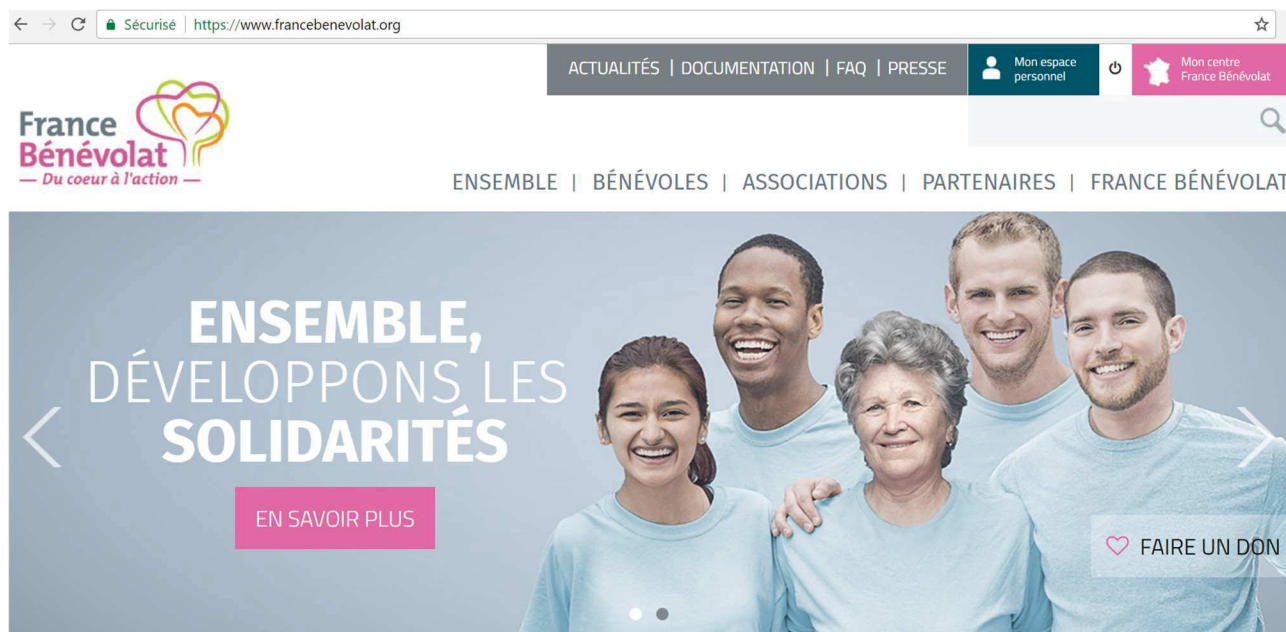 Sécurisé | https://www.francebenevolat.org
ACTUALITÉS | DOCUMENTATION | FAQ | PRESSE
Mon espace
personnel
Mon centre
France Bénévolat
France
Bénévolat
— Du coeur à l'action —
ENSEMBLE | BÉNÉVOLES | ASSOCIATIONS | PARTENAIRES | FRANCE BÉNÉVOLAT
ENSEMBLE,
DÉVELOPPONS LES
SOLIDARITÉS
EN SAVOIR PLUS
FAIRE UN DON